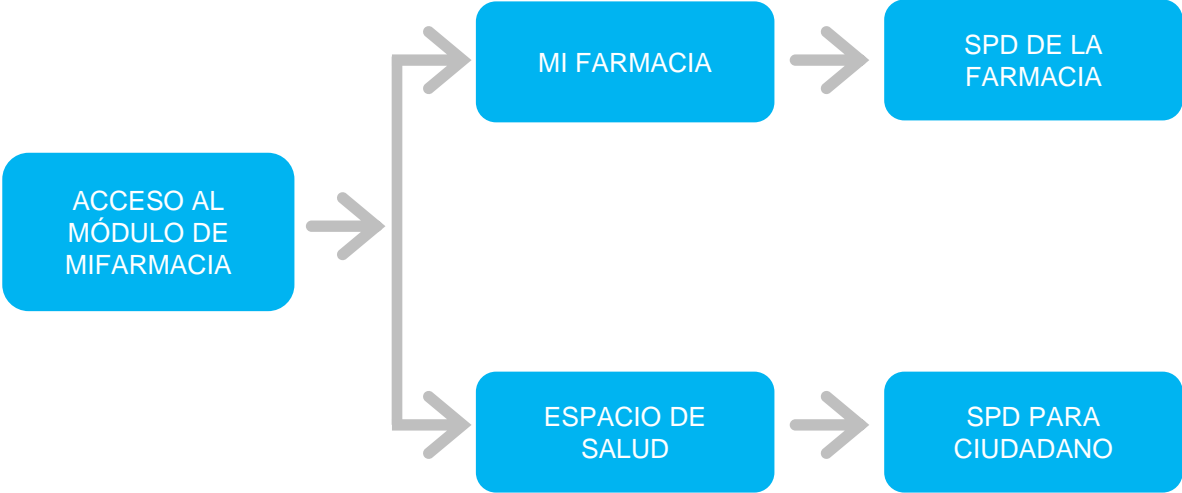 ACCESO AL
MÓDULO DE
MIFARMACIA
MI FARMACIA
SPD DE LA
FARMACIA
ESPACIO DE
SALUD
SPD PARA
CIUDADANO